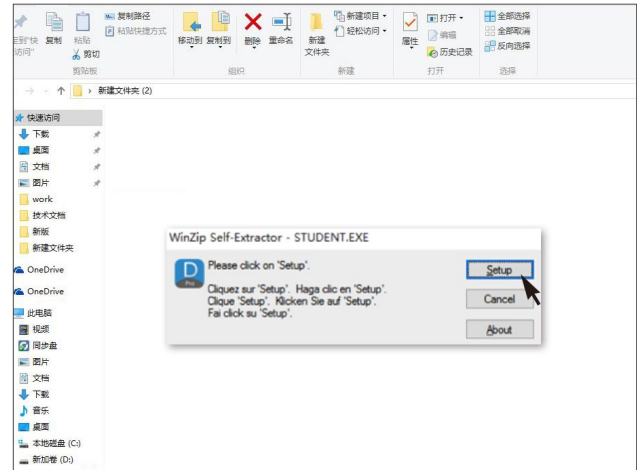 复制路径
新建项目
打开
全部选择
粘贴快捷方式
轻松访问
编辑
全部取消
复制
粘贴
剪切
移动到
复制到
删除
重命名
新建
文件夹
属性
历史记录
反向选择
访问"
剪贴板
组织
新建
打开
选择
新建文件夹 (2)
快速访问
下载
桌面
文档
图片
work
技术文档
新版
新建文件夹
OneDrive
OneDrive
此电脑
视频
同步盘
图片
文档
下载
音乐
桌面
本地磁盘 (C:)
新加卷 (D:)
WinZip Self-Extractor - STUDENT.EXE
D
Pro
Please click on 'Setup'.
Cliquez sur 'Setup'. Haga clic en 'Setup'.
Clique 'Setup'. Klicken Sie auf 'Setup'.
Fai click su 'Setup'.
Setup
Cancel
About